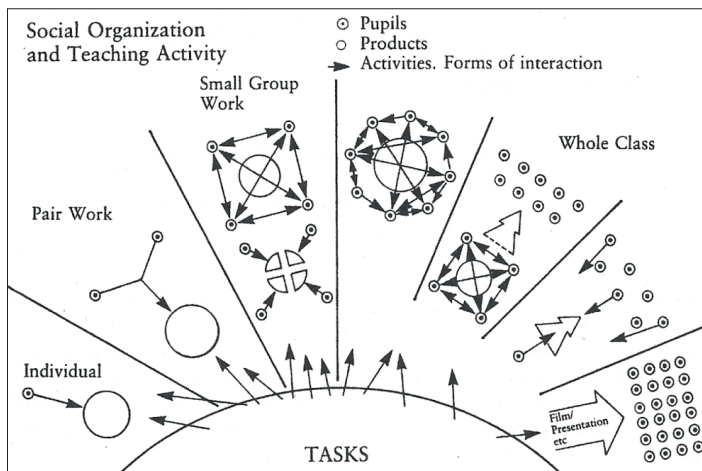 Social Organization
and Teaching Activity
Pupils
Products
Activities. Forms of interaction
Small Group
Work
Whole Class
Pair Work
Individual
Film/
Presentation
etc
TASKS